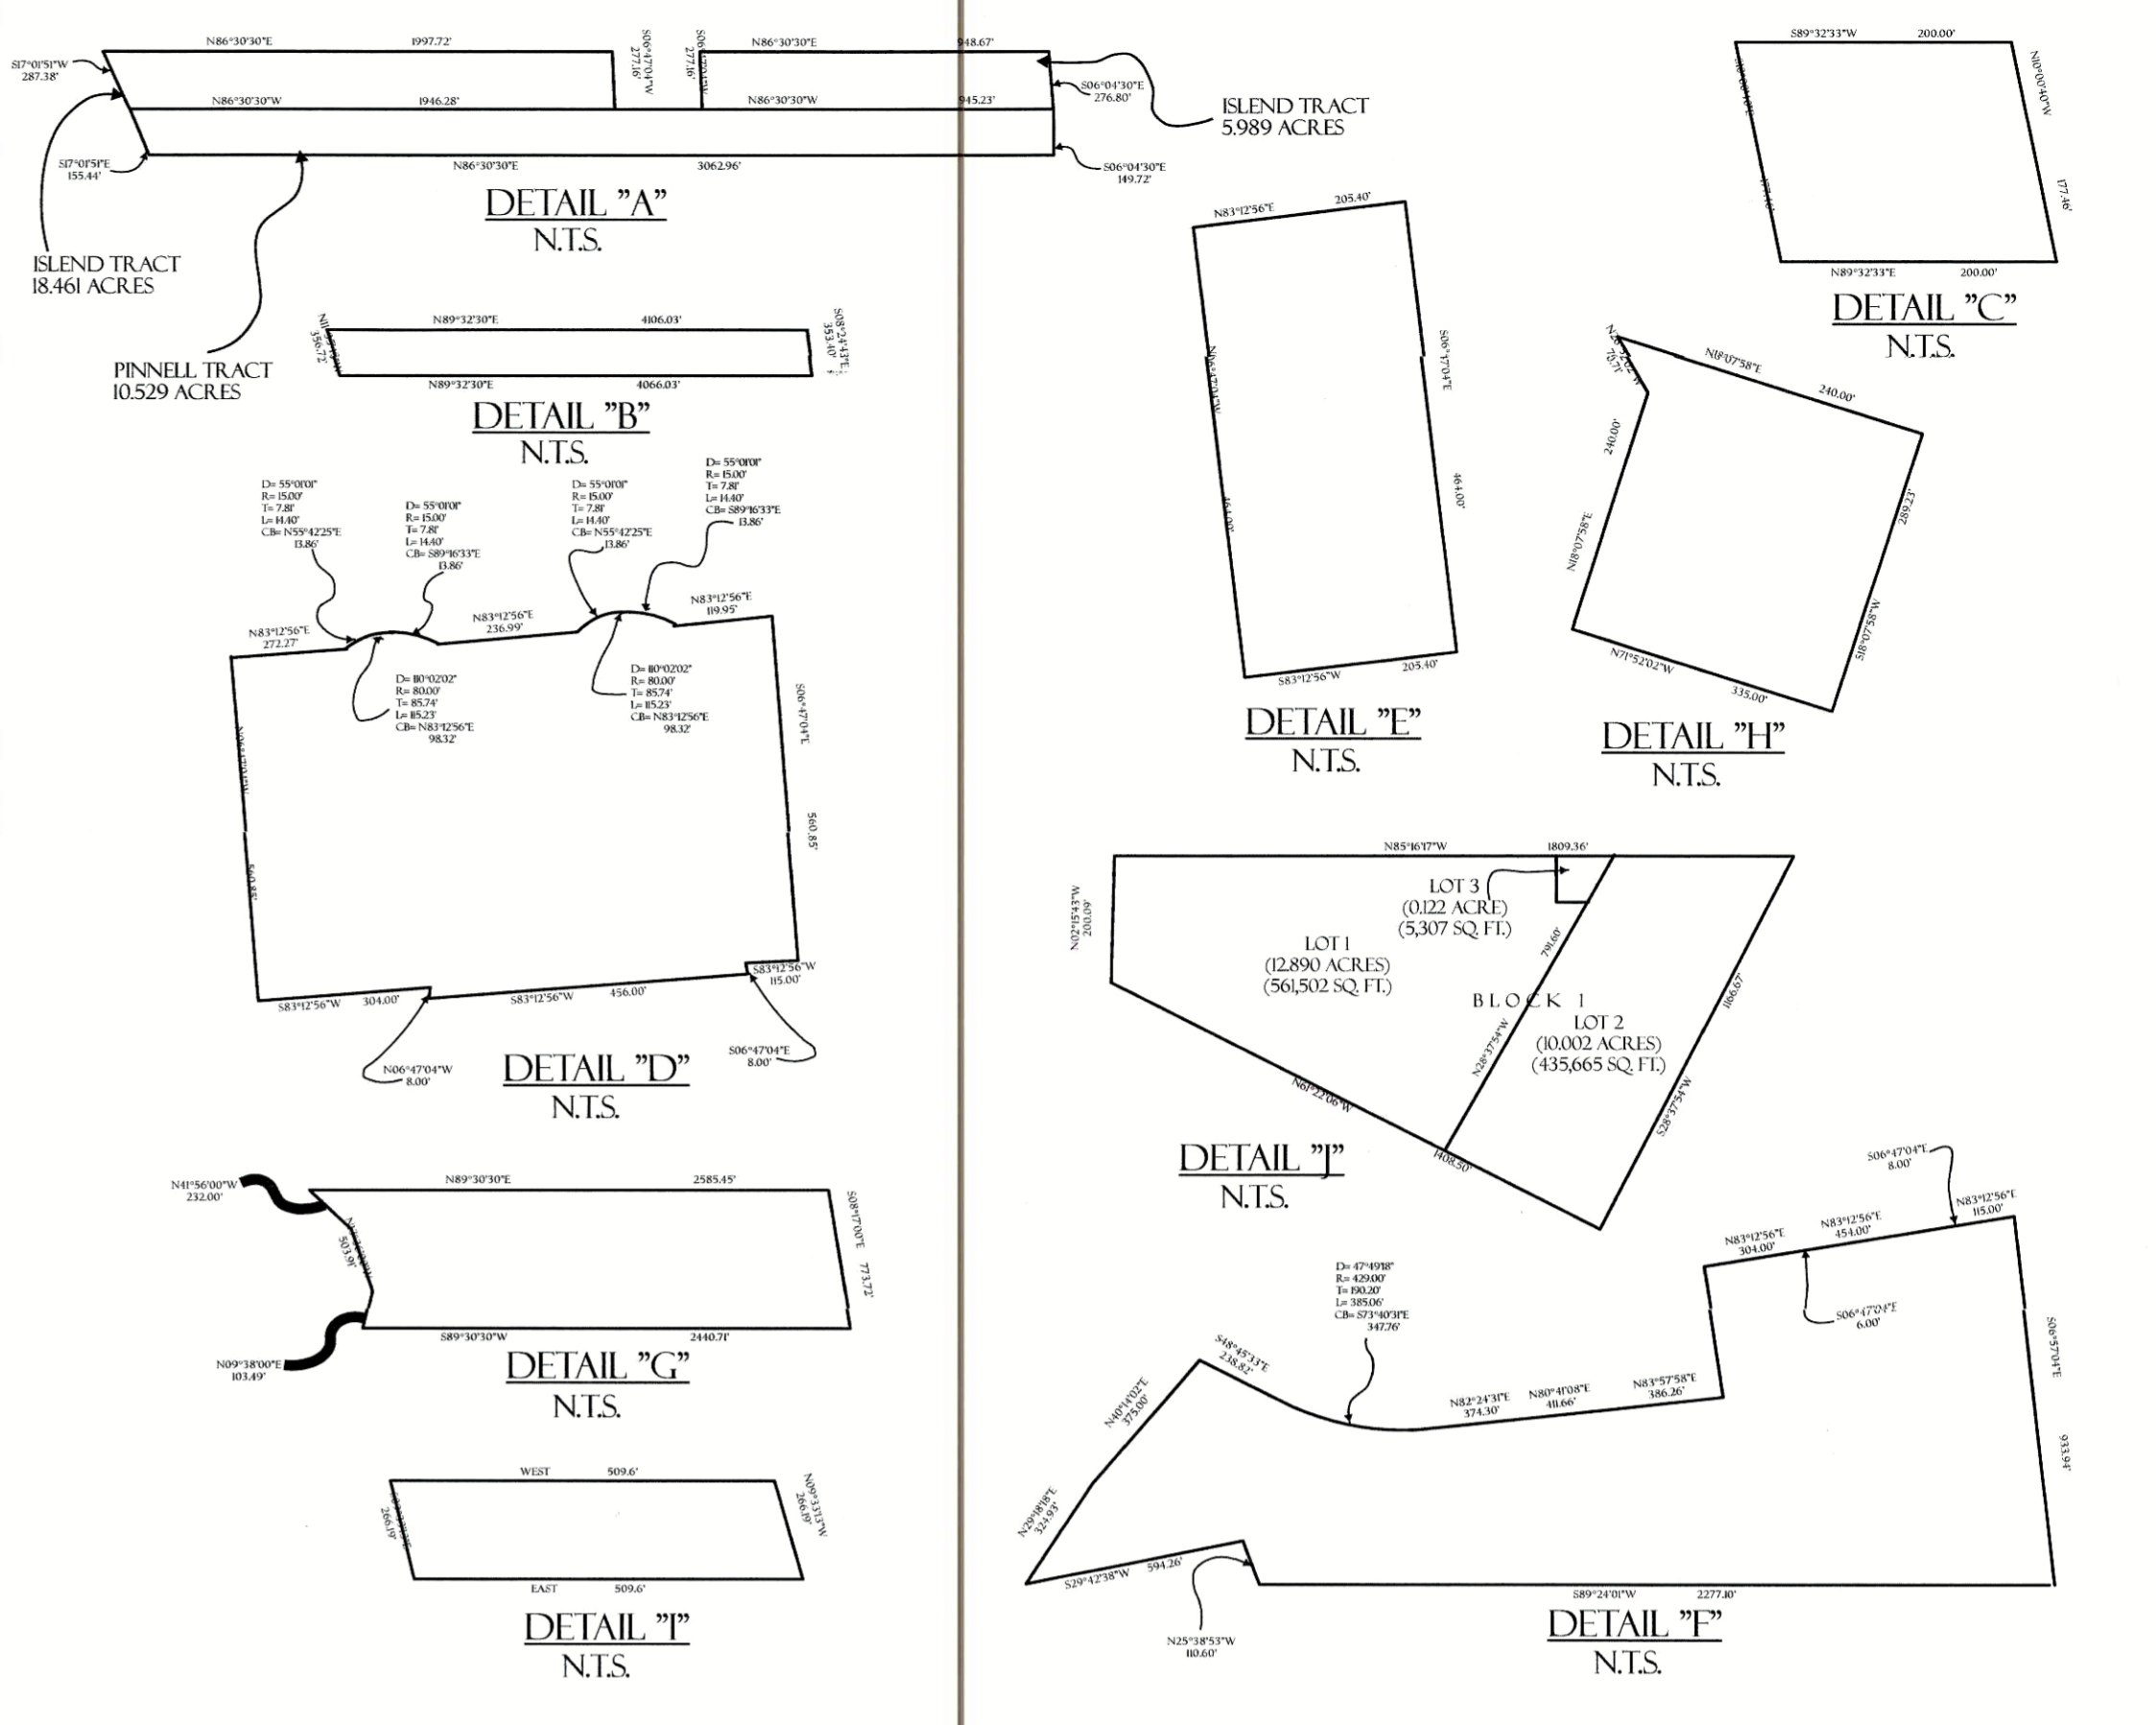 N86°30'30"E 1997.72'
S17°01'51"W
287.38'
S06°47'04"W
277.16'
277.16'
N86°30'30"E 948.67'
S06°04'30"E
276.80'
N86°30'30"W 1946.28'
N86°30'30"W 945.23'
ISLEND TRACT
5.989 ACRES
S17°01'51"E
155.44'
N86°30'30"E 3062.96'
S06°04'30"E
149.72'
DETAIL "A"
N.T.S.
ISLEND TRACT
18.461 ACRES
PINNELL TRACT
10.529 ACRES
N89°32'30"E 4106.03'
356.72'
S08°24'43"E
353.40'
N89°32'30"E 4066.03'
DETAIL "B"
N.T.S.
S89°32'33"W 200.00'
N10°00'40"W
177.46'
N89°32'33"E 200.00'
DETAIL "C"
N.T.S.
D= 55°01'01"
R= 15.00'
T= 7.81'
L= 14.40'
CB= N55°42'25"E
13.86'
D= 55°01'01"
R= 15.00'
T= 7.81'
L= 14.40'
CB= S89°16'33"E
13.86'
D= 55°01'01"
R= 15.00'
T= 7.81'
L= 14.40'
CB= N55°42'25"E
13.86'
D= 55°01'01"
R= 15.00'
T= 7.81'
L= 14.40'
CB= S89°16'33"E
13.86'
N83°12'56"E
272.27'
N83°12'56"E
236.99'
N83°12'56"E
119.95'
D= 110°02'02"
R= 80.00'
T= 85.74'
L= 115.23'
CB= N83°12'56"E
98.32'
D= 110°02'02"
R= 80.00'
T= 85.74'
L= 115.23'
CB= N83°12'56"E
98.32'
S06°47'04"E
560.85'
N06°47'04"W
560.85'
S83°12'56"W 304.00'
S83°12'56"W 456.00'
S83°12'56"W
115.00'
N06°47'04"W
8.00'
S06°47'04"E
8.00'
DETAIL "D"
N.T.S.
N83°12'56"E 205.40'
N06°47'04"W
464.00'
S06°47'04"E
464.00'
S83°12'56"W 205.40'
DETAIL "E"
N.T.S.
240.00'
240.00'
N18°07'58"E
289.23'
S18°07'58"W
N71°52'02"W
335.00'
DETAIL "H"
N.T.S.
N85°16'17"W 1809.36'
N02°15'43"W
200.09'
LOT 3
(0.122 ACRE)
(5,307 SQ. FT.)
LOT 1
(12.890 ACRES)
(561,502 SQ. FT.)
BLOCK 1
LOT 2
(10.002 ACRES)
(435,665 SQ. FT.)
791.60'
N28°37'54"W
1166.67'
S28°37'54"W
N61°22'06"W
1408.50'
DETAIL "J"
N.T.S.
N41°56'00"W
232.00'
N89°30'30"E 2585.45'
503.91'
S08°17'00"E 773.72'
S89°30'30"W 2440.71'
N09°38'00"E
103.49'
DETAIL "G"
N.T.S.
WEST 509.6'
266.19'
N09°33'13"W
266.19'
EAST 509.6'
DETAIL "I"
N.T.S.
S06°47'04"E
8.00'
N83°12'56"E
304.00'
N83°12'56"E
454.00'
N83°12'56"E
115.00'
S06°47'04"E
6.00'
D= 47°49'18"
R= 429.00'
T= 190.20'
L= 385.06'
CB= S73°40'31"E
347.76'
S48°45'33"E
238.82'
N40°14'02"E
375.00'
N82°24'31"E
374.30'
N80°41'08"E
411.66'
N83°57'58"E
386.26'
S06°57'04"E
933.94'
N29°18'18"E
324.93'
S29°42'38"W 594.26'
S89°24'01"W 2277.10'
N25°38'53"W
110.60'
DETAIL "F"
N.T.S.